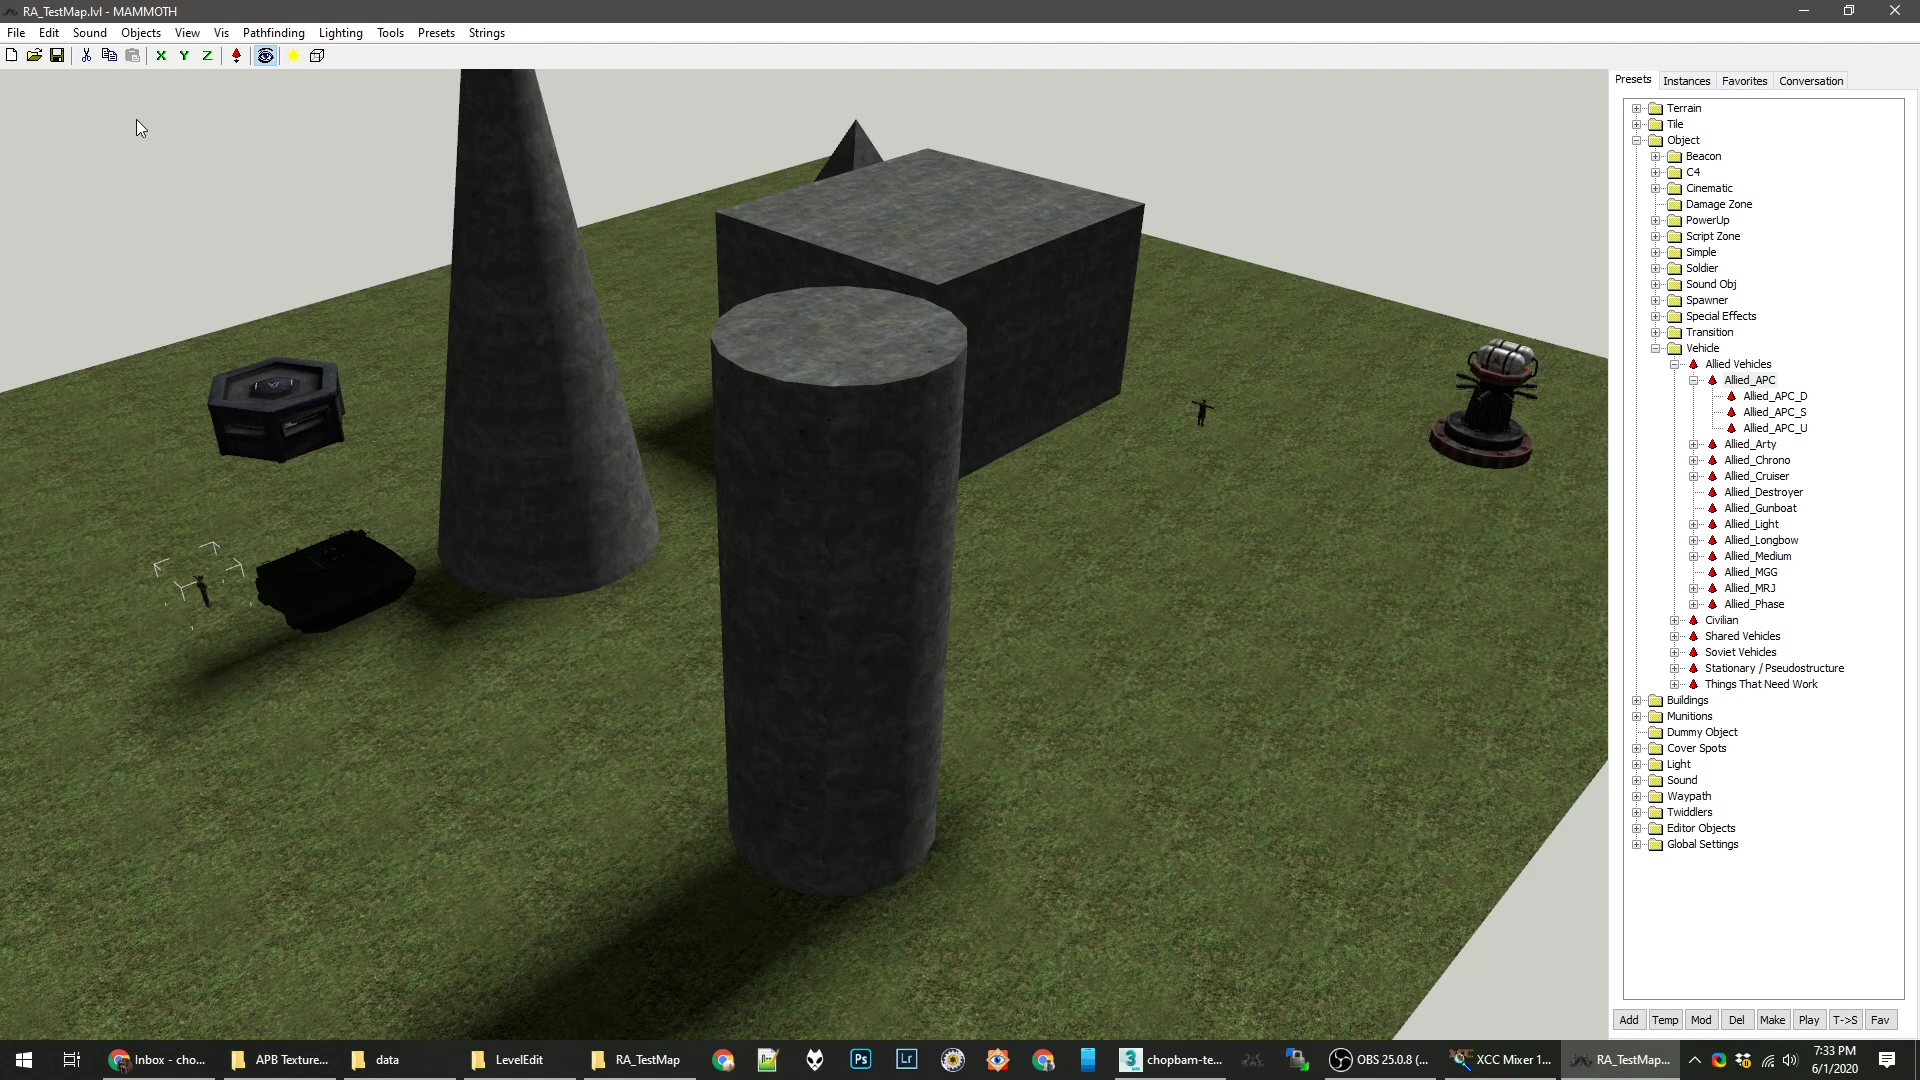 RA_TestMap.lvl - MAMMOTH
File Edit Sound Objects View Vis Pathfinding Lighting Tools Presets Strings
X Y Z
Presets Instances Favorites Conversation
Terrain
Tile
Object
Beacon
C4
Cinematic
Damage Zone
PowerUp
Script Zone
Simple
Soldier
Sound Obj
Spawner
Special Effects
Transition
Vehicle
Allied Vehicles
Allied_APC
Allied_APC_D
Allied_APC_S
Allied_APC_U
Allied_Arty
Allied_Chrono
Allied_Cruiser
Allied_Destroyer
Allied_Gunboat
Allied_Light
Allied_Longbow
Allied_Medium
Allied_MGG
Allied_MRJ
Allied_Phase
Civilian
Shared Vehicles
Soviet Vehicles
Stationary / Pseudostructure
Things That Need Work
Buildings
Munitions
Dummy Object
Cover Spots
Light
Sound
Waypath
Twiddlers
Editor Objects
Global Settings
Add Temp Mod Del Make Play T->S Fav
Inbox - cho... APB Texture... data LevelEdit RA_TestMap Ps Lr 3 chopbam-te... OBS 25.0.8 (... XCC Mixer 1... RA_TestMap... 7:33 PM
6/1/2020